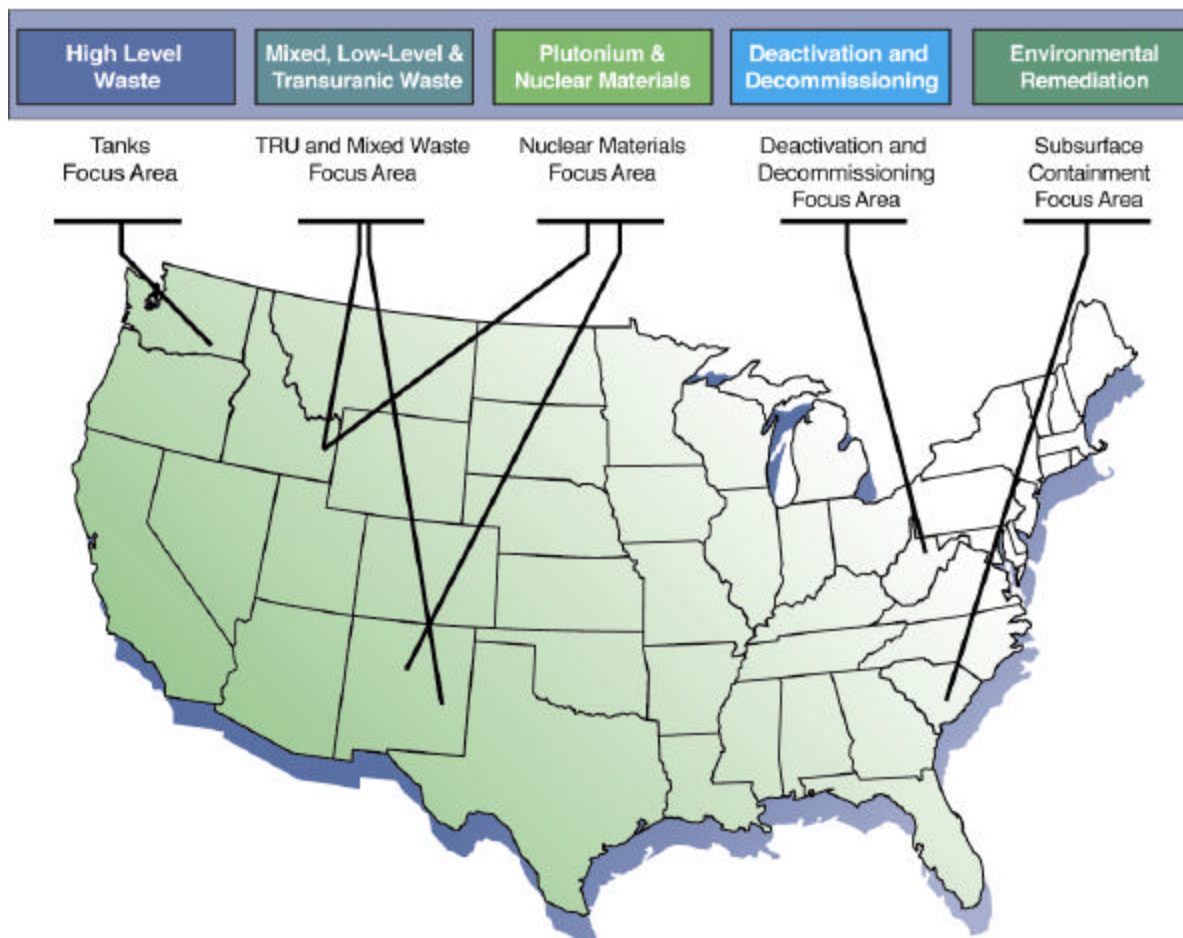 High Level
Waste
Mixed, Low-Level &
Transuranic Waste
Plutonium &
Nuclear Materials
Deactivation and
Decommissioning
Environmental
Remediation
Tanks
Focus Area
TRU and Mixed Waste
Focus Area
Nuclear Materials
Focus Area
Deactivation and
Decommissioning
Focus Area
Subsurface
Containment
Focus Area